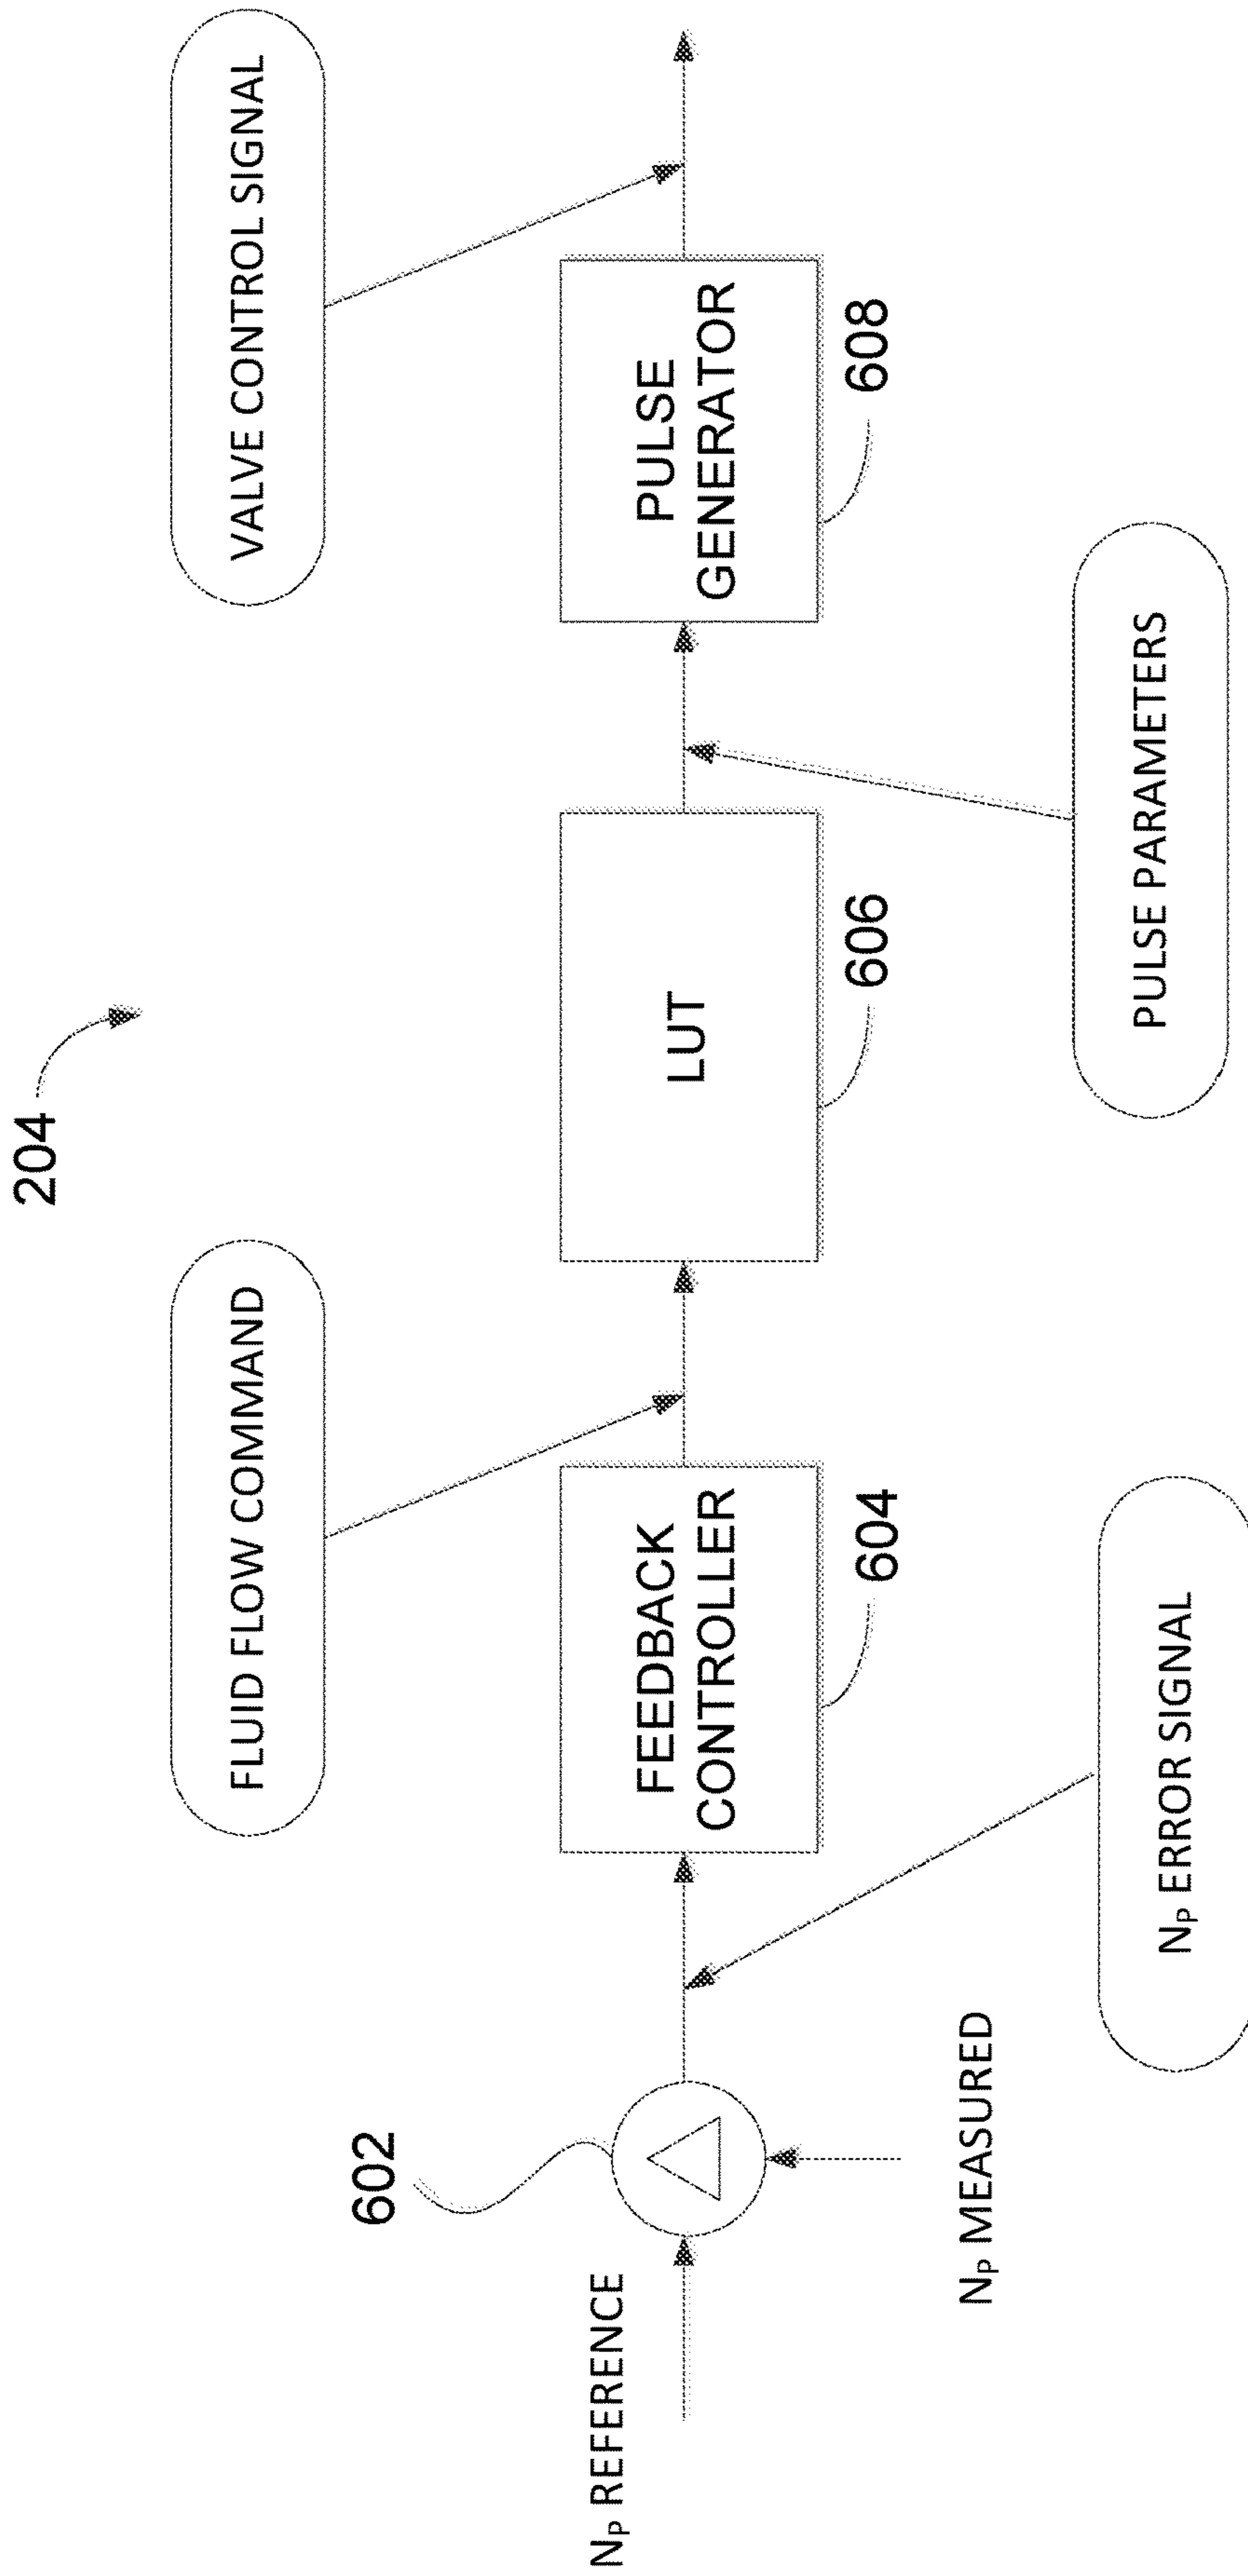 204
FLUID FLOW COMMAND
VALVE CONTROL SIGNAL
602
Nₚ REFERENCE
Nₚ MEASURED
FEEDBACK
CONTROLLER
604
LUT
606
PULSE
GENERATOR
608
Nₚ ERROR SIGNAL
PULSE PARAMETERS